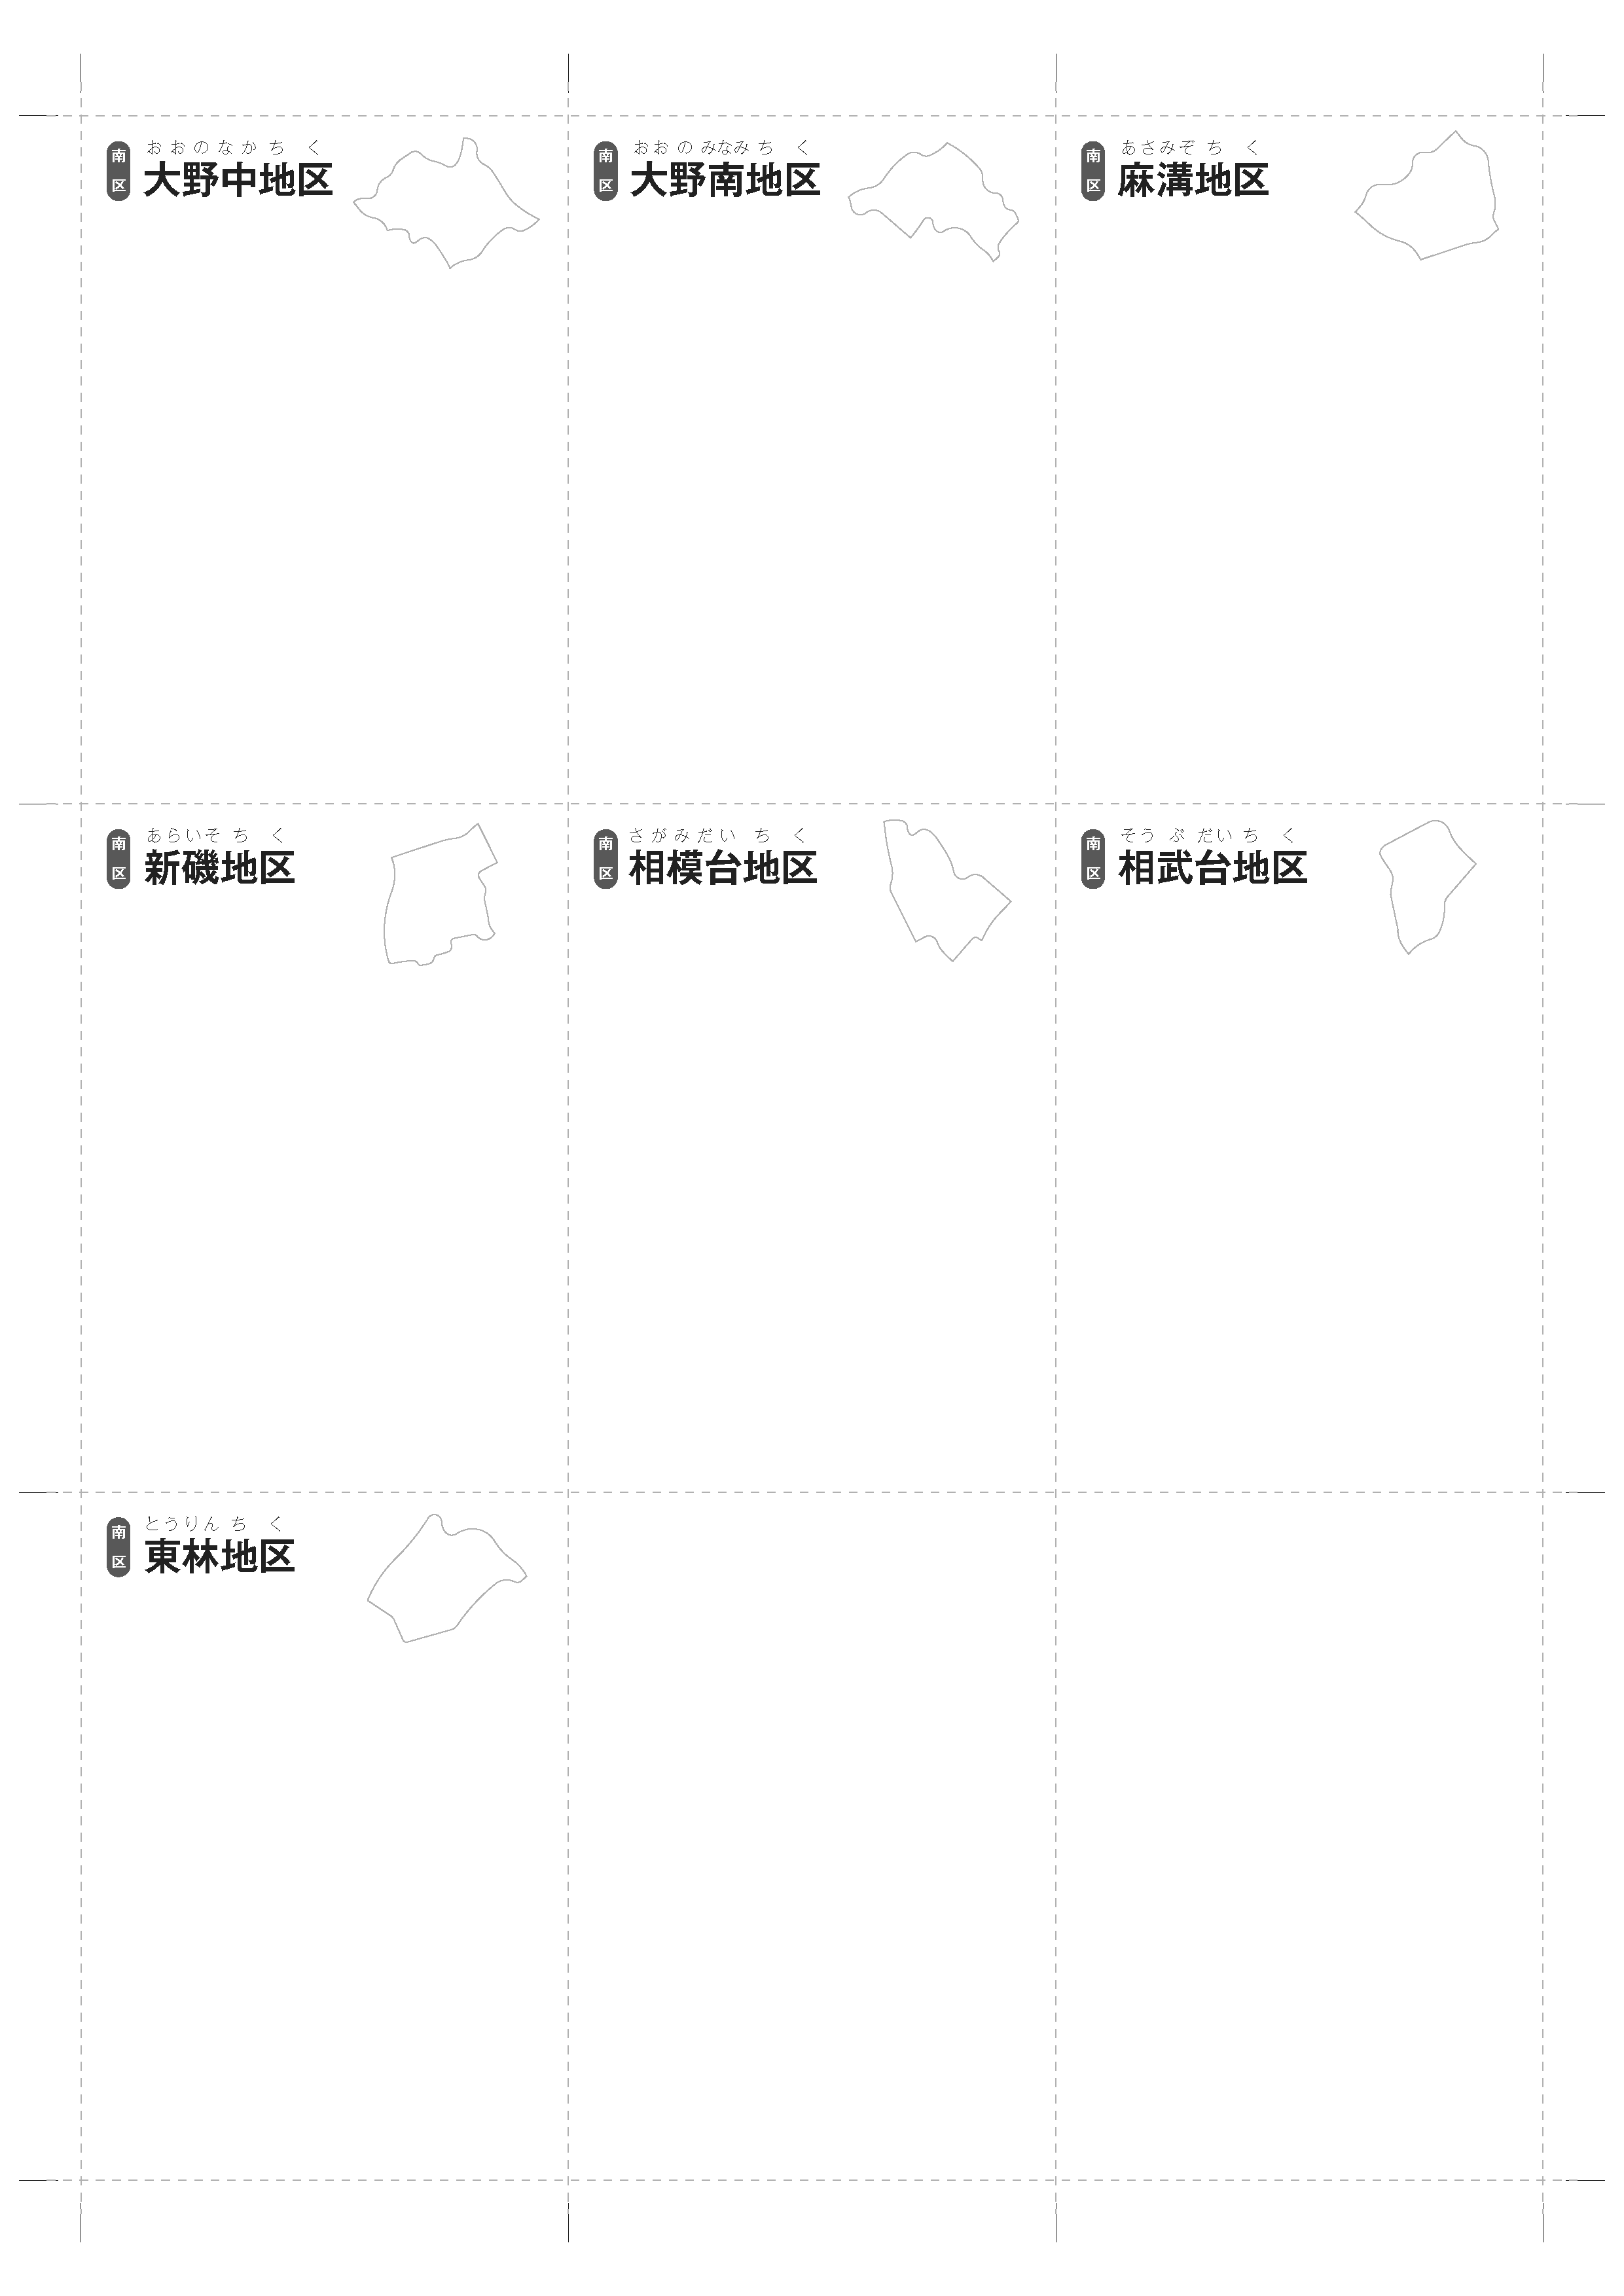 南区
おおのなかちく
大野中地区
南区
おおのみなみちく
大野南地区
南区
あさみぞちく
麻溝地区
南区
あらいそちく
新磯地区
南区
さがみだいちく
相模台地区
南区
そうぶだいちく
相武台地区
南区
とうりんちく
東林地区